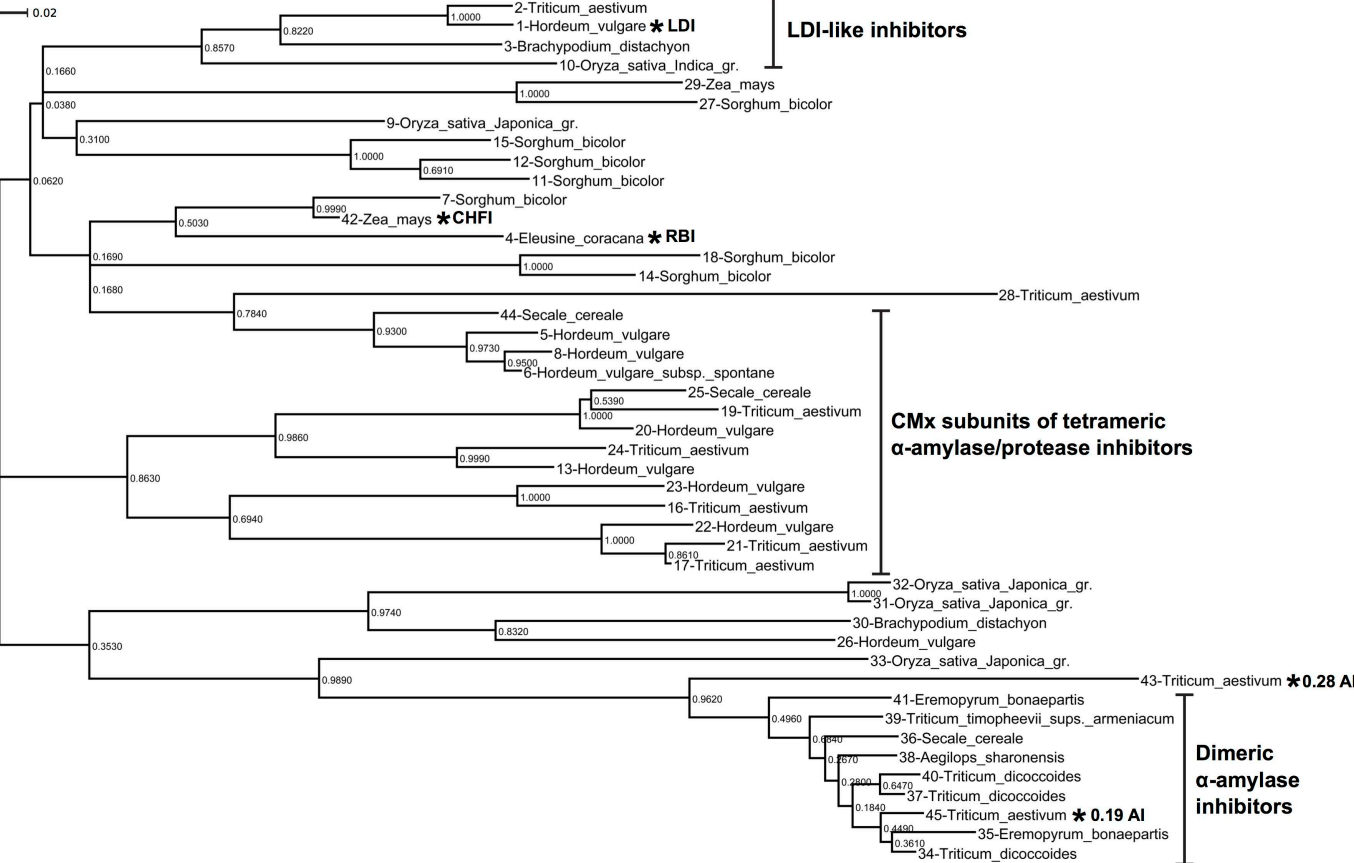 0.02
2-Triticum_aestivum
1.0000
1-Hordeum_vulgare * LDI
0.8220
LDI-like inhibitors
3-Brachypodium_distachyon
0.8570
10-Oryza_sativa_Indica_gr.
0.1660
29-Zea_mays
1.0000
27-Sorghum_bicolor
0.0380
9-Oryza_sativa_Japonica_gr.
0.3100
15-Sorghum_bicolor
1.0000
12-Sorghum_bicolor
0.6910
11-Sorghum_bicolor
0.0620
7-Sorghum_bicolor
0.9990
42-Zea_mays * CHFI
0.5030
4-Eleusine_coracana * RBI
0.1690
18-Sorghum_bicolor
1.0000
14-Sorghum_bicolor
0.1680
28-Triticum_aestivum
0.7840
44-Secale_cereale
0.9300
5-Hordeum_vulgare
0.9730
8-Hordeum_vulgare
0.9500
6-Hordeum_vulgare_subsp._spontane
25-Secale_cereale
0.5390
19-Triticum_aestivum
1.0000
20-Hordeum_vulgare
CMx subunits of tetrameric
α-amylase/protease inhibitors
0.9860
24-Triticum_aestivum
0.9990
13-Hordeum_vulgare
0.8630
23-Hordeum_vulgare
1.0000
16-Triticum_aestivum
0.6940
22-Hordeum_vulgare
1.0000
21-Triticum_aestivum
0.8610
17-Triticum_aestivum
32-Oryza_sativa_Japonica_gr.
1.0000
31-Oryza_sativa_Japonica_gr.
0.9740
30-Brachypodium_distachyon
0.8320
26-Hordeum_vulgare
0.3530
33-Oryza_sativa_Japonica_gr.
0.9890
43-Triticum_aestivum * 0.28 AI
0.9620
41-Eremopyrum_bonaepartis
0.4960
39-Triticum_timopheevii_sups._armeniacum
0.6840
36-Secale_cereale
0.2670
38-Aegilops_sharonensis
0.2800
40-Triticum_dicoccoides
0.6470
37-Triticum_dicoccoides
0.1840
45-Triticum_aestivum * 0.19 AI
0.4490
35-Eremopyrum_bonaepartis
0.3610
34-Triticum_dicoccoides
Dimeric
α-amylase
inhibitors